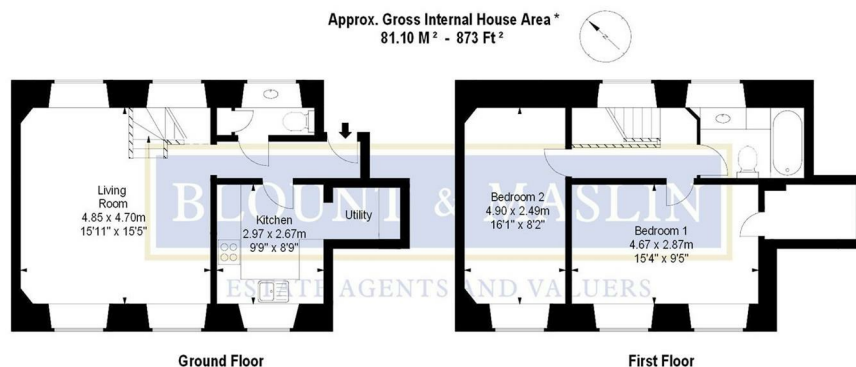 Approx. Gross Internal House Area *
81.10 M² - 873 Ft²
N
Living
Room
4.85 x 4.70m
15'11" x 15'5"
Kitchen
2.97 x 2.67m
9'9" x 8'9"
Utility
Bedroom 2
4.90 x 2.49m
16'1" x 8'2"
Bedroom 1
4.67 x 2.87m
15'4" x 9'5"
BLOUNT & MASLIN
ESTATE AGENTS AND VALUERS
Ground Floor
First Floor